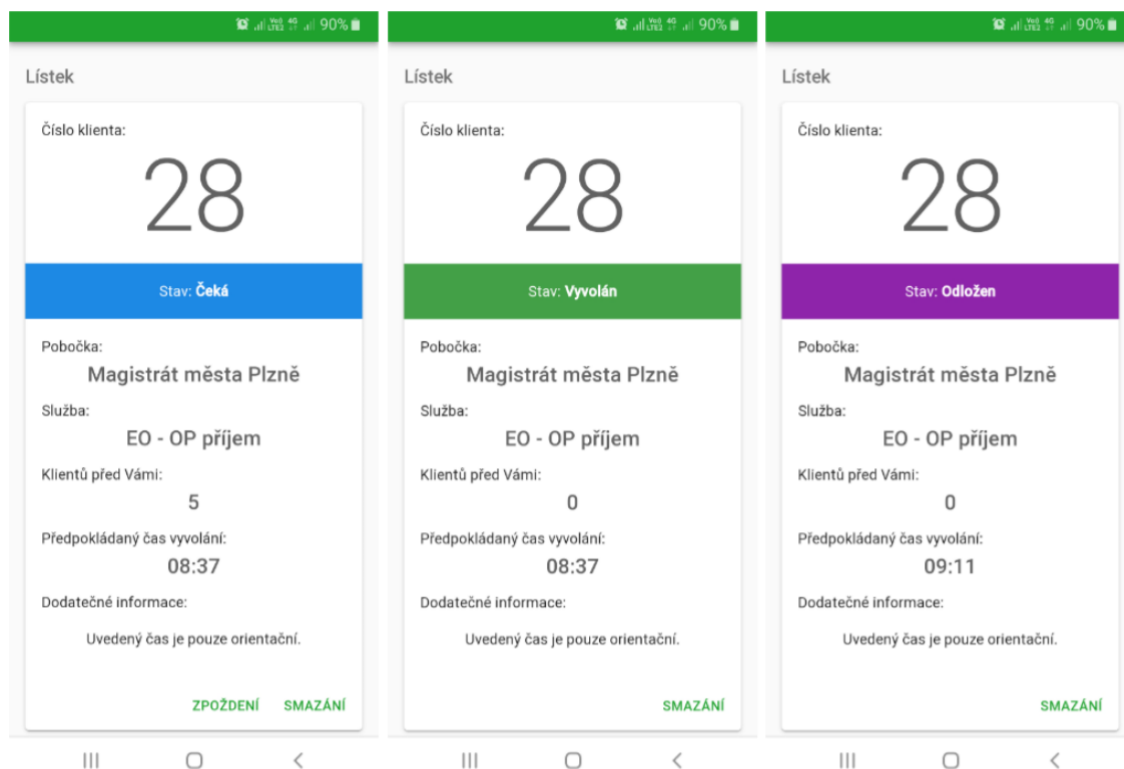 90%
Lístek
Číslo klienta:
28
Stav: Čeká
Pobočka:
Magistrát města Plzně
Služba:
EO - OP příjem
Klientů před Vámi:
5
Předpokládaný čas vyvolání:
08:37
Dodatečné informace:
Uvedený čas je pouze orientační.
ZPOŽDENÍ SMAZÁNÍ
90%
Lístek
Číslo klienta:
28
Stav: Vyvolán
Pobočka:
Magistrát města Plzně
Služba:
EO - OP příjem
Klientů před Vámi:
0
Předpokládaný čas vyvolání:
08:37
Dodatečné informace:
Uvedený čas je pouze orientační.
SMAZÁNÍ
90%
Lístek
Číslo klienta:
28
Stav: Odložen
Pobočka:
Magistrát města Plzně
Služba:
EO - OP příjem
Klientů před Vámi:
0
Předpokládaný čas vyvolání:
09:11
Dodatečné informace:
Uvedený čas je pouze orientační.
SMAZÁNÍ